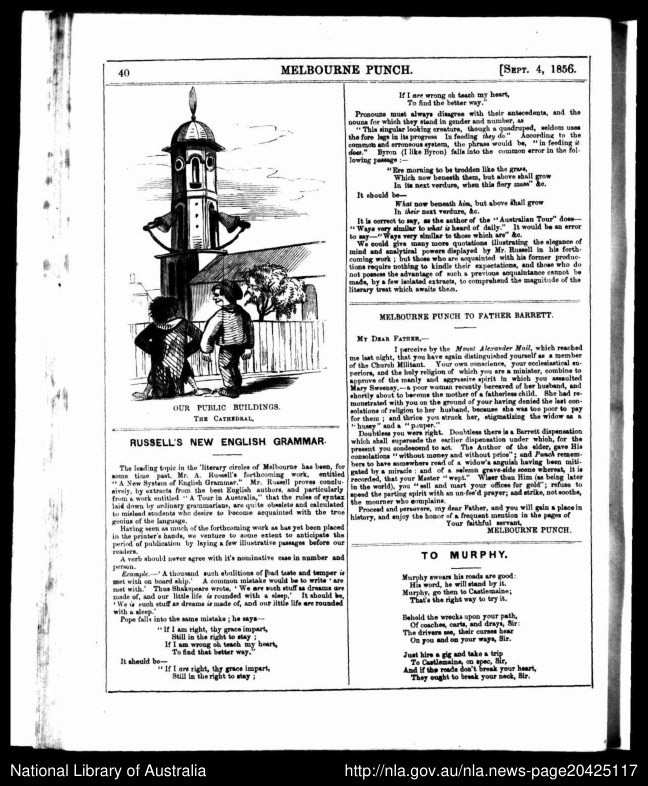 40
MELBOURNE PUNCH.
[SEPT. 4, 1856.
OUR PUBLIC BUILDINGS.
THE CATHEDRAL.
RUSSELL'S NEW ENGLISH GRAMMAR.
The leading topic in the literary circles of Melbourne has been, for
some time past, Mr. A. Russell's forthcoming work, entitled
"A New System of English Grammar." Mr. Russell proves conclu-
sively, by extracts from the best English authors, and particularly
from a work entitled "A Tour in Australia," that the rules of syntax
laid down by ordinary grammarians, are quite obsolete and calculated
to mislead students who desire to become acquainted with the true
genius of the language.
Having seen as much of the forthcoming work as has yet been placed
in the printer's hands, we venture to some extent to anticipate the
period of publication by laying a few illustrative passages before our
readers.
A verb should never agree with it's nominative case in number and
person.
Example.—'A thousand such ebulitions of bad taste and temper is
met with on board ship.' A common mistake would be to write 'are
met with.' Thus Shakspeare wrote, 'We are such stuff as dreams are
made of, and our little life is rounded with a sleep.' It should be,
'We is such stuff as dreams is made of, and our little life are rounded
with a sleep.'
Pope falls into the same mistake; he says—
"If I am right, thy grace impart,
Still in the right to stay;
If I am wrong oh teach my heart,
To find that better way."
It should be—
"If I are right, thy grace impart,
Still in the right to stay;
If I are wrong oh teach my heart,
To find the better way."
Pronouns must always disagree with their antecedents, and the
nouns for which they stand in gender and number, as
"This singular looking creature, though a quadruped, seldom uses
the fore legs in its progress In feeding they do" According to the
common and erroneous system, the phrase would be, "in feeding it
does." Byron (I like Byron) falls into the common error in the fol-
lowing passage:—
"Ere morning to be trodden like the grass,
Which now beneath them, but above shall grow
In its next verdure, when this fiery mass" &c.
It should be—
What now beneath him, but above shall grow
In their next verdure, &c.
It is correct to say, as the author of the "Australian Tour" does—
"Ways very similar to what is heard of daily." It would be an error
to say—"Ways very similar to those which are" &c.
We could give many more quotations illustrating the elegance of
mind and analytical powers displayed by Mr. Russell in his forth-
coming work; but those who are acquainted with his former produc-
tions require nothing to kindle their expectations, and those who do
not possess the advantage of such a previous acquaintance cannot be
made, by a few isolated extracts, to comprehend the magnitude of the
literary treat which awaits them.
MELBOURNE PUNCH TO FATHER BARRETT.
MY DEAR FATHER,—
I perceive by the Mount Alexander Mail, which reached
me last night, that you have again distinguished yourself as a member
of the Church Militant. Your own conscience, your ecclesiastical su-
periors, and the holy religion of which you are a minister, combine to
approve of the manly and aggressive spirit in which you assaulted
Mary Sweeney,—a poor woman recently bereaved of her husband, and
shortly about to become the mother of a fatherless child. She had re-
monstrated with you on the ground of your having denied the last con-
solations of religion to her husband, because she was too poor to pay
for them; and thrice you struck her, stigmatizing the widow as a
"hussy" and a "pauper."
Doubtless you were right. Doubtless there is a Barrett dispensation
which shall supersede the earlier dispensation under which, for the
present you condescend to act. The Author of the elder, gave His
consolations "without money and without price"; and Punch remem-
bers to have somewhere read of a widow's anguish having been miti-
gated by a miracle: and of a solemn grave-side scene whereat, it is
recorded, that your Master "wept." Wiser than Him (as being later
in the world), you "sell and mart your offices for gold"; refuse to
speed the parting spirit with an un-fee'd prayer; and strike, not soothe,
the mourner who complains.
Proceed and persevere, my dear Father, and you will gain a place in
history, and enjoy the honor of a frequent mention in the pages of
Your faithful servant,
MELBOURNE PUNCH.
TO MURPHY.
Murphy swears his roads are good:
His word, he will stand by it.
Murphy, go then to Castlemaine;
That's the right way to try it.
Behold the wrecks upon your path,
Of coaches, carts, and drays, Sir:
The drivers see, their curses hear
On you and on your ways, Sir.
Just hire a gig and take a trip
To Castlemaine, on spec, Sir,
And if the roads don't break your heart,
They ought to break your neck, Sir.
National Library of Australia
http://nla.gov.au/nla.news-page20425117